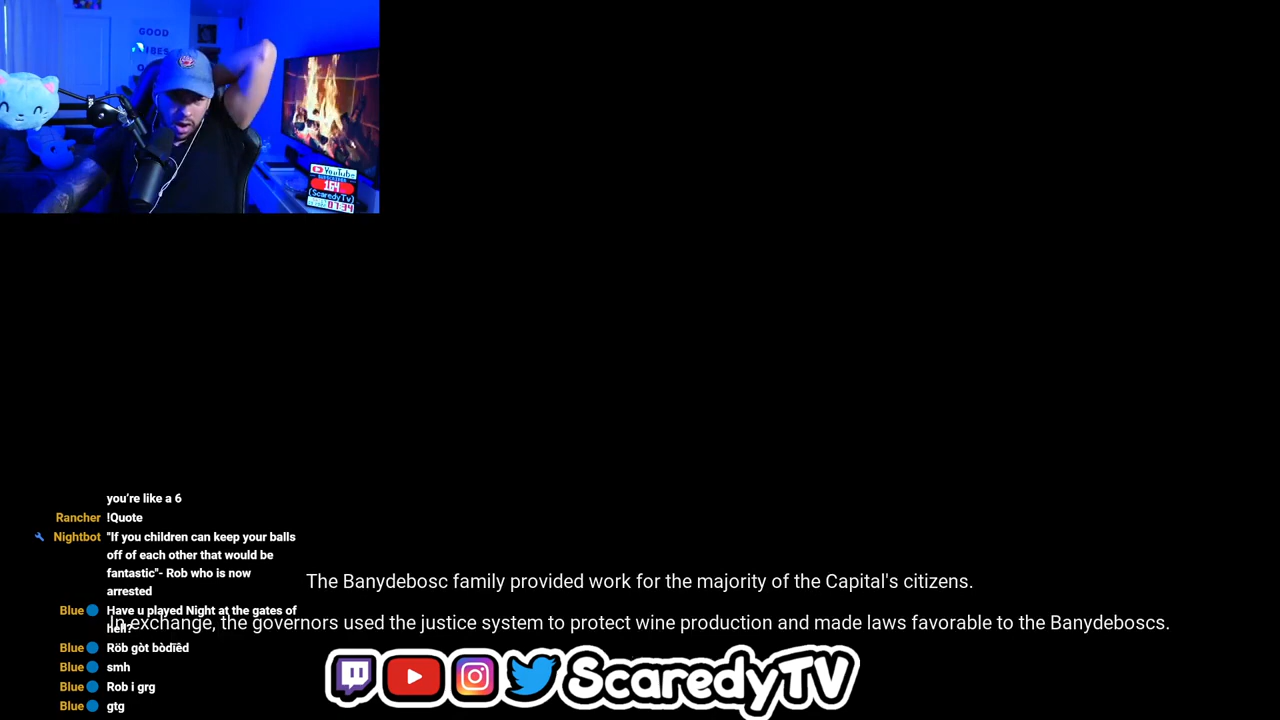 GOOD
VIBES
YouTube
164
(ScaredyTv)
you're like a 6
Rancher !Quote
Nightbot "If you children can keep your balls
off of each other that would be
fantastic"- Rob who is now
arrested
Blue Have u played Night at the gates of
hell?
Blue Röb gòt bòdïêd
Blue smh
Blue Rob i grg
Blue gtg
The Banydebosc family provided work for the majority of the Capital's citizens.
In exchange, the governors used the justice system to protect wine production and made laws favorable to the Banydeboscs.
ScaredyTV